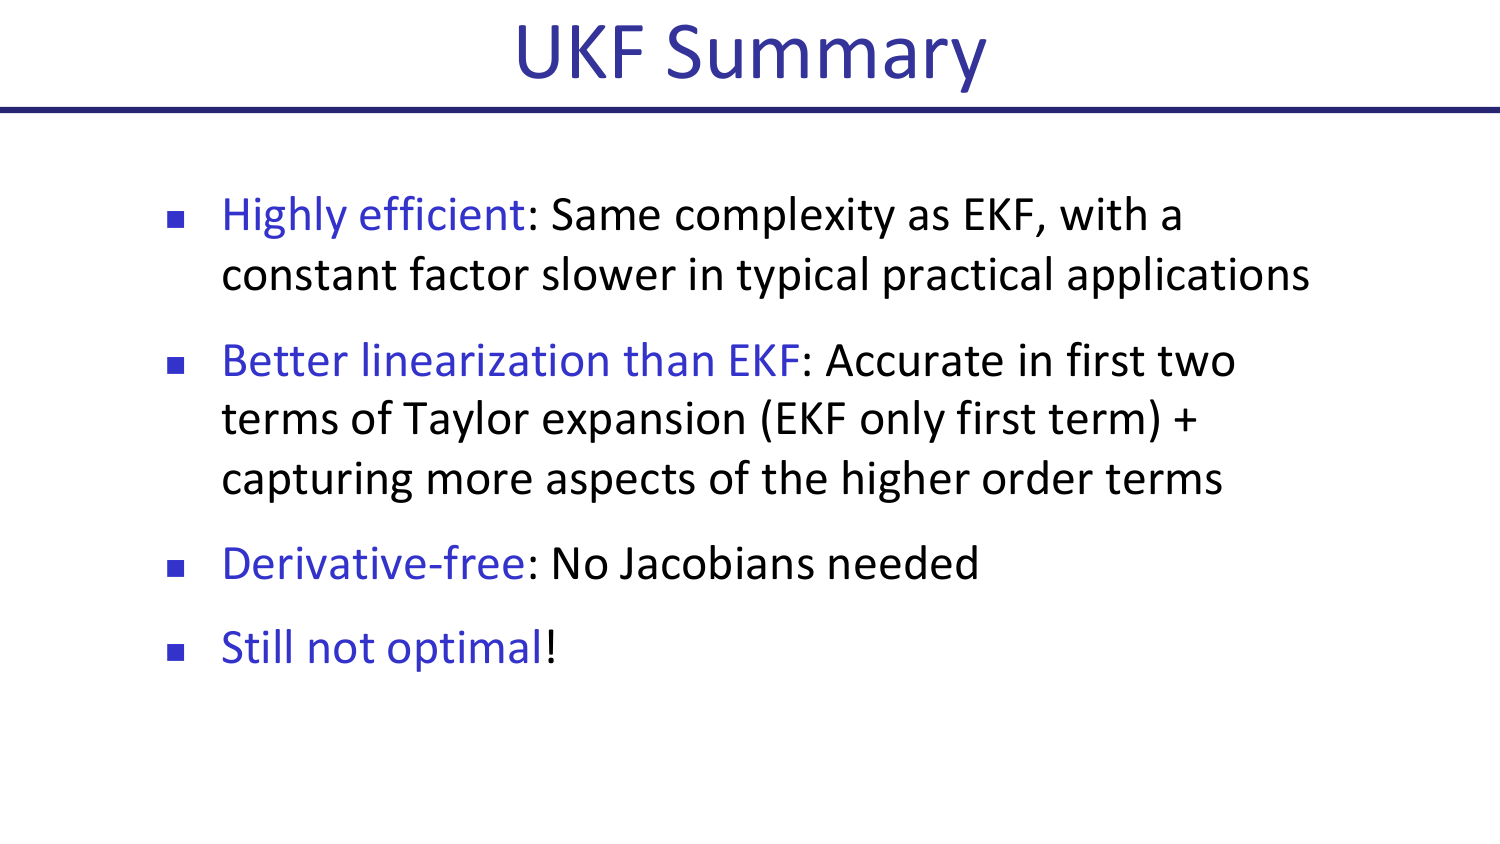 UKF Summary
Highly efficient: Same complexity as EKF, with a
constant factor slower in typical practical applications
Better linearization than EKF: Accurate in first two
terms of Taylor expansion (EKF only first term) +
capturing more aspects of the higher order terms
Derivative-free: No Jacobians needed
Still not optimal!